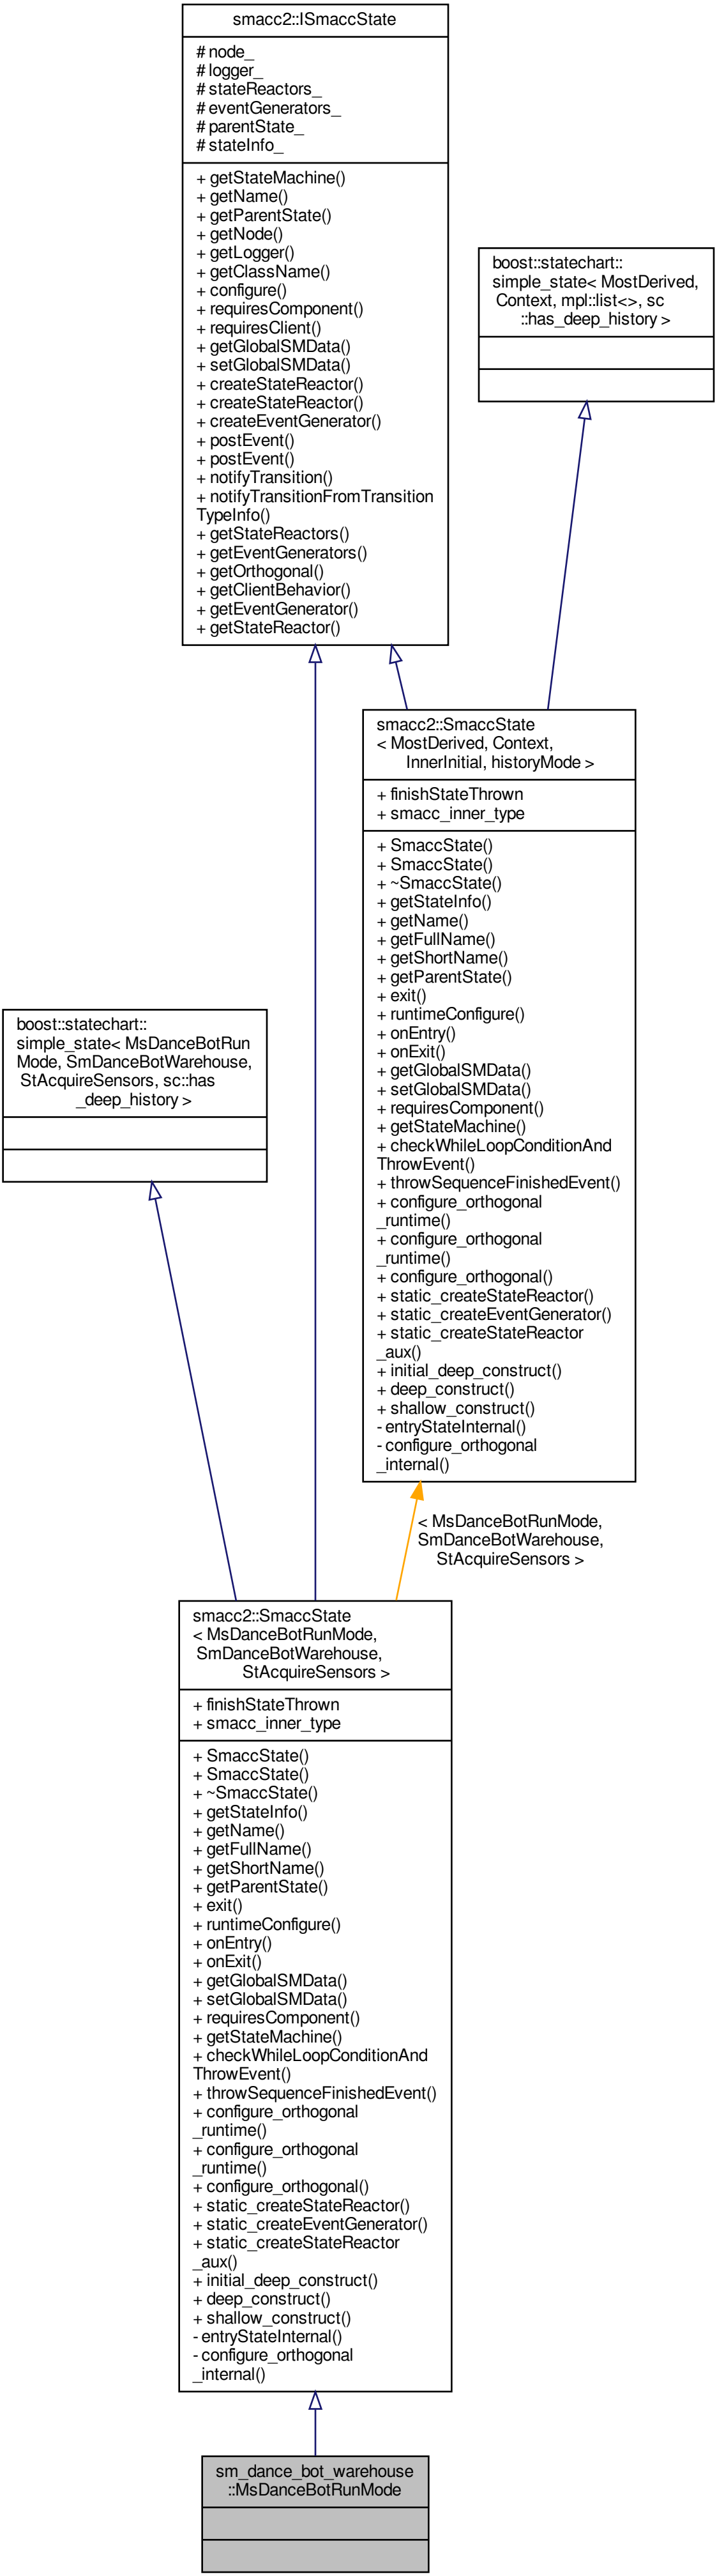 smacc2::ISmaccState
# node_
# logger_
# stateReactors_
# eventGenerators_
# parentState_
# stateInfo_
+ getStateMachine()
+ getName()
+ getParentState()
+ getNode()
+ getLogger()
+ getClassName()
+ configure()
+ requiresComponent()
+ requiresClient()
+ getGlobalSMData()
+ setGlobalSMData()
+ createStateReactor()
+ createStateReactor()
+ createEventGenerator()
+ postEvent()
+ postEvent()
+ notifyTransition()
+ notifyTransitionFromTransition
TypeInfo()
+ getStateReactors()
+ getEventGenerators()
+ getOrthogonal()
+ getClientBehavior()
+ getEventGenerator()
+ getStateReactor()
boost::statechart::
simple_state< MostDerived,
Context, mpl::list<>, sc
::has_deep_history >
smacc2::SmaccState
< MostDerived, Context,
InnerInitial, historyMode >
+ finishStateThrown
+ smacc_inner_type
+ SmaccState()
+ SmaccState()
+ ~SmaccState()
+ getStateInfo()
+ getName()
+ getFullName()
+ getShortName()
+ getParentState()
+ exit()
+ runtimeConfigure()
+ onEntry()
+ onExit()
+ getGlobalSMData()
+ setGlobalSMData()
+ requiresComponent()
+ getStateMachine()
+ checkWhileLoopConditionAnd
ThrowEvent()
+ throwSequenceFinishedEvent()
+ configure_orthogonal
_runtime()
+ configure_orthogonal
_runtime()
+ configure_orthogonal()
+ static_createStateReactor()
+ static_createEventGenerator()
+ static_createStateReactor
_aux()
+ initial_deep_construct()
+ deep_construct()
+ shallow_construct()
- entryStateInternal()
- configure_orthogonal
_internal()
boost::statechart::
simple_state< MsDanceBotRun
Mode, SmDanceBotWarehouse,
StAcquireSensors, sc::has
_deep_history >
< MsDanceBotRunMode,
SmDanceBotWarehouse,
StAcquireSensors >
smacc2::SmaccState
< MsDanceBotRunMode,
SmDanceBotWarehouse,
StAcquireSensors >
+ finishStateThrown
+ smacc_inner_type
+ SmaccState()
+ SmaccState()
+ ~SmaccState()
+ getStateInfo()
+ getName()
+ getFullName()
+ getShortName()
+ getParentState()
+ exit()
+ runtimeConfigure()
+ onEntry()
+ onExit()
+ getGlobalSMData()
+ setGlobalSMData()
+ requiresComponent()
+ getStateMachine()
+ checkWhileLoopConditionAnd
ThrowEvent()
+ throwSequenceFinishedEvent()
+ configure_orthogonal
_runtime()
+ configure_orthogonal
_runtime()
+ configure_orthogonal()
+ static_createStateReactor()
+ static_createEventGenerator()
+ static_createStateReactor
_aux()
+ initial_deep_construct()
+ deep_construct()
+ shallow_construct()
- entryStateInternal()
- configure_orthogonal
_internal()
sm_dance_bot_warehouse
::MsDanceBotRunMode